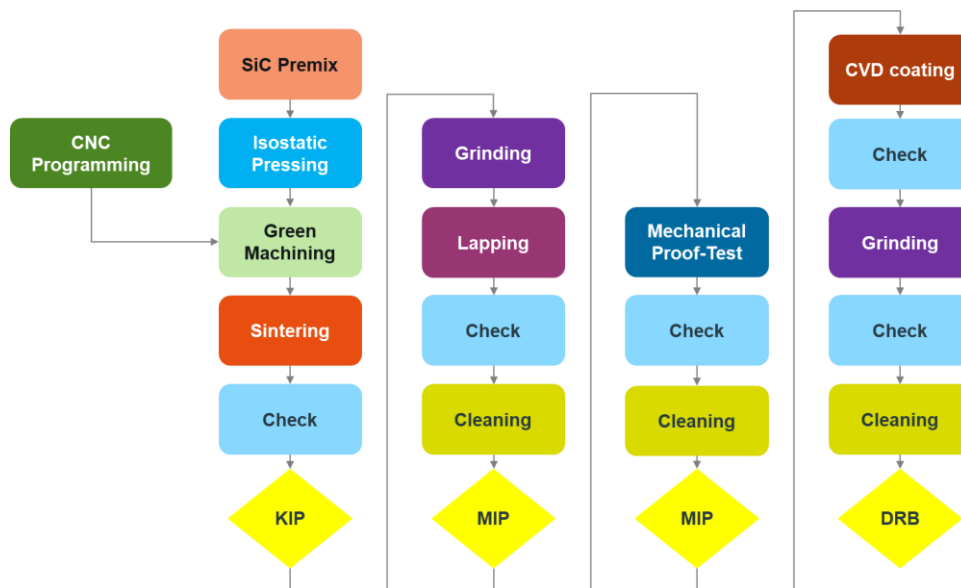 SiC Premix
CNC
Programming
Isostatic
Pressing
Green
Machining
Sintering
Check
KIP
Grinding
Lapping
Check
Cleaning
MIP
Mechanical
Proof-Test
Check
Cleaning
MIP
CVD coating
Check
Grinding
Check
Cleaning
DRB